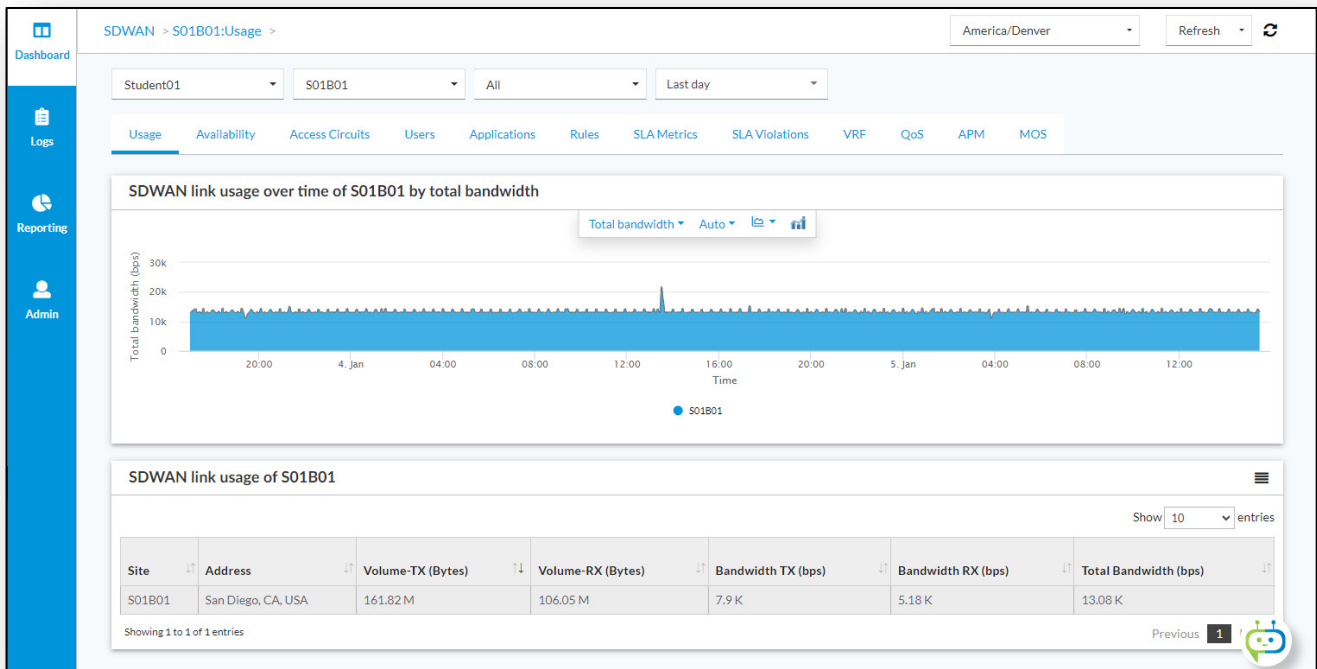 SDWAN > S01B01:Usage >
America/Denver
Refresh
Dashboard
Logs
Reporting
Admin
Student01
S01B01
All
Last day
Usage Availability Access Circuits Users Applications Rules SLA Metrics SLA Violations VRF QoS APM MOS
SDWAN link usage over time of S01B01 by total bandwidth
Total bandwidth Auto
Total bandwidth (bps)
30k
20k
10k
0
20:00 4. Jan 04:00 08:00 12:00 16:00 20:00 5. Jan 04:00 08:00 12:00
Time
S01B01
SDWAN link usage of S01B01
Show 10 entries
Site Address Volume-TX (Bytes) Volume-RX (Bytes) Bandwidth TX (bps) Bandwidth RX (bps) Total Bandwidth (bps)
S01B01 San Diego, CA, USA 161.82 M 106.05 M 7.9 K 5.18 K 13.08 K
Showing 1 to 1 of 1 entries
Previous 1